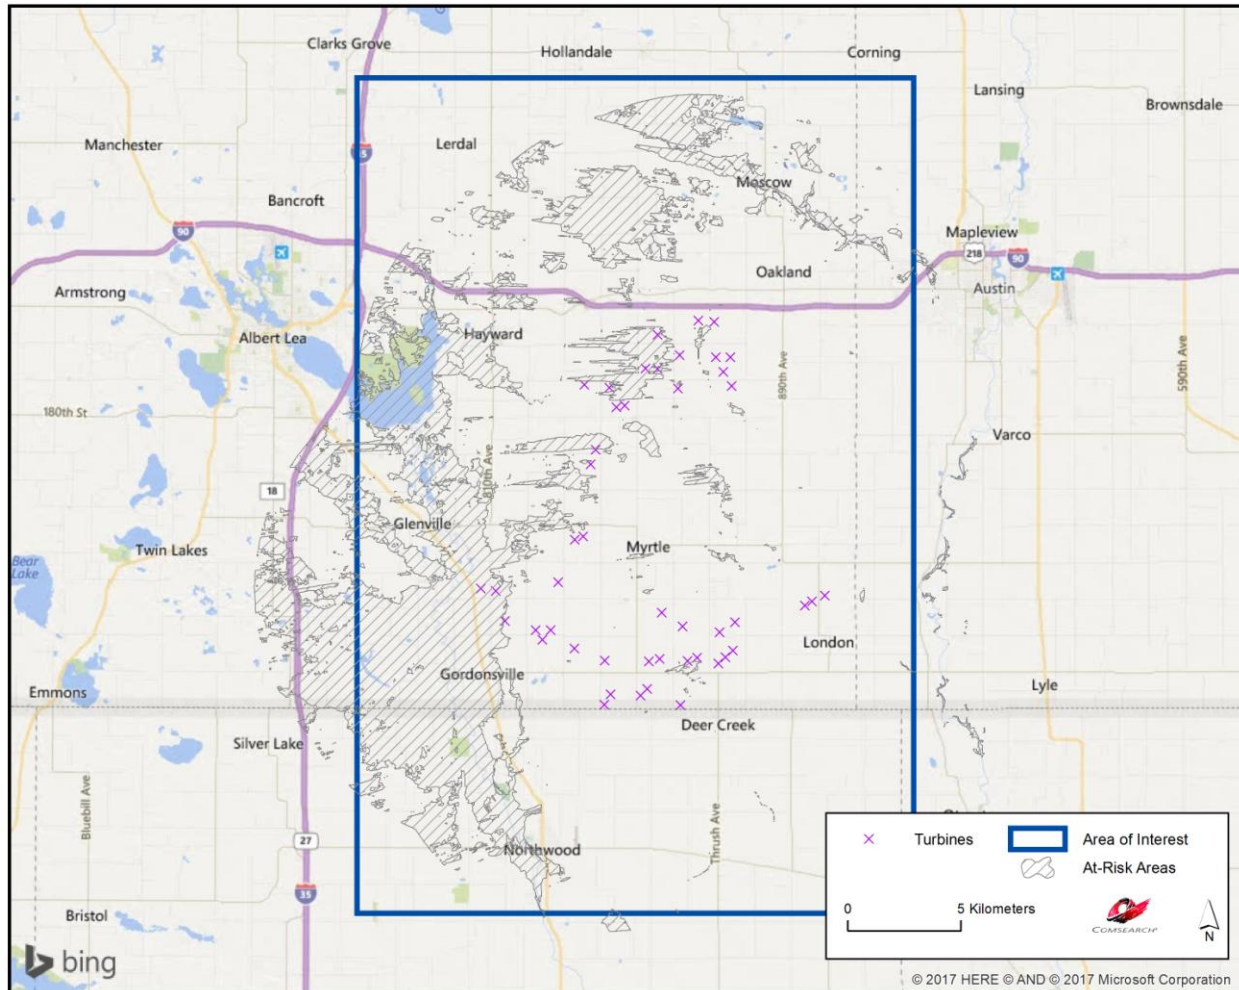 Clarks Grove
Hollandale
Corning
Lansing
Brownsdale
Manchester
Lerdal
35
Bancroft
Moscow
90
Mapleview
218
90
Oakland
Armstrong
Austin
Albert Lea
Hayward
180th St
890th Ave
590th Ave
Varco
810th Ave
18
Glenville
Twin Lakes
Myrtle
Bear
Lake
London
Gordonsville
Emmons
Lyle
Deer Creek
Silver Lake
Bluebill Ave
Thrush Ave
27
Northwood
35
Bristol
Turbines
Area of Interest
At-Risk Areas
0 5 Kilometers
COMSEARCH
N
bing
© 2017 HERE © AND © 2017 Microsoft Corporation